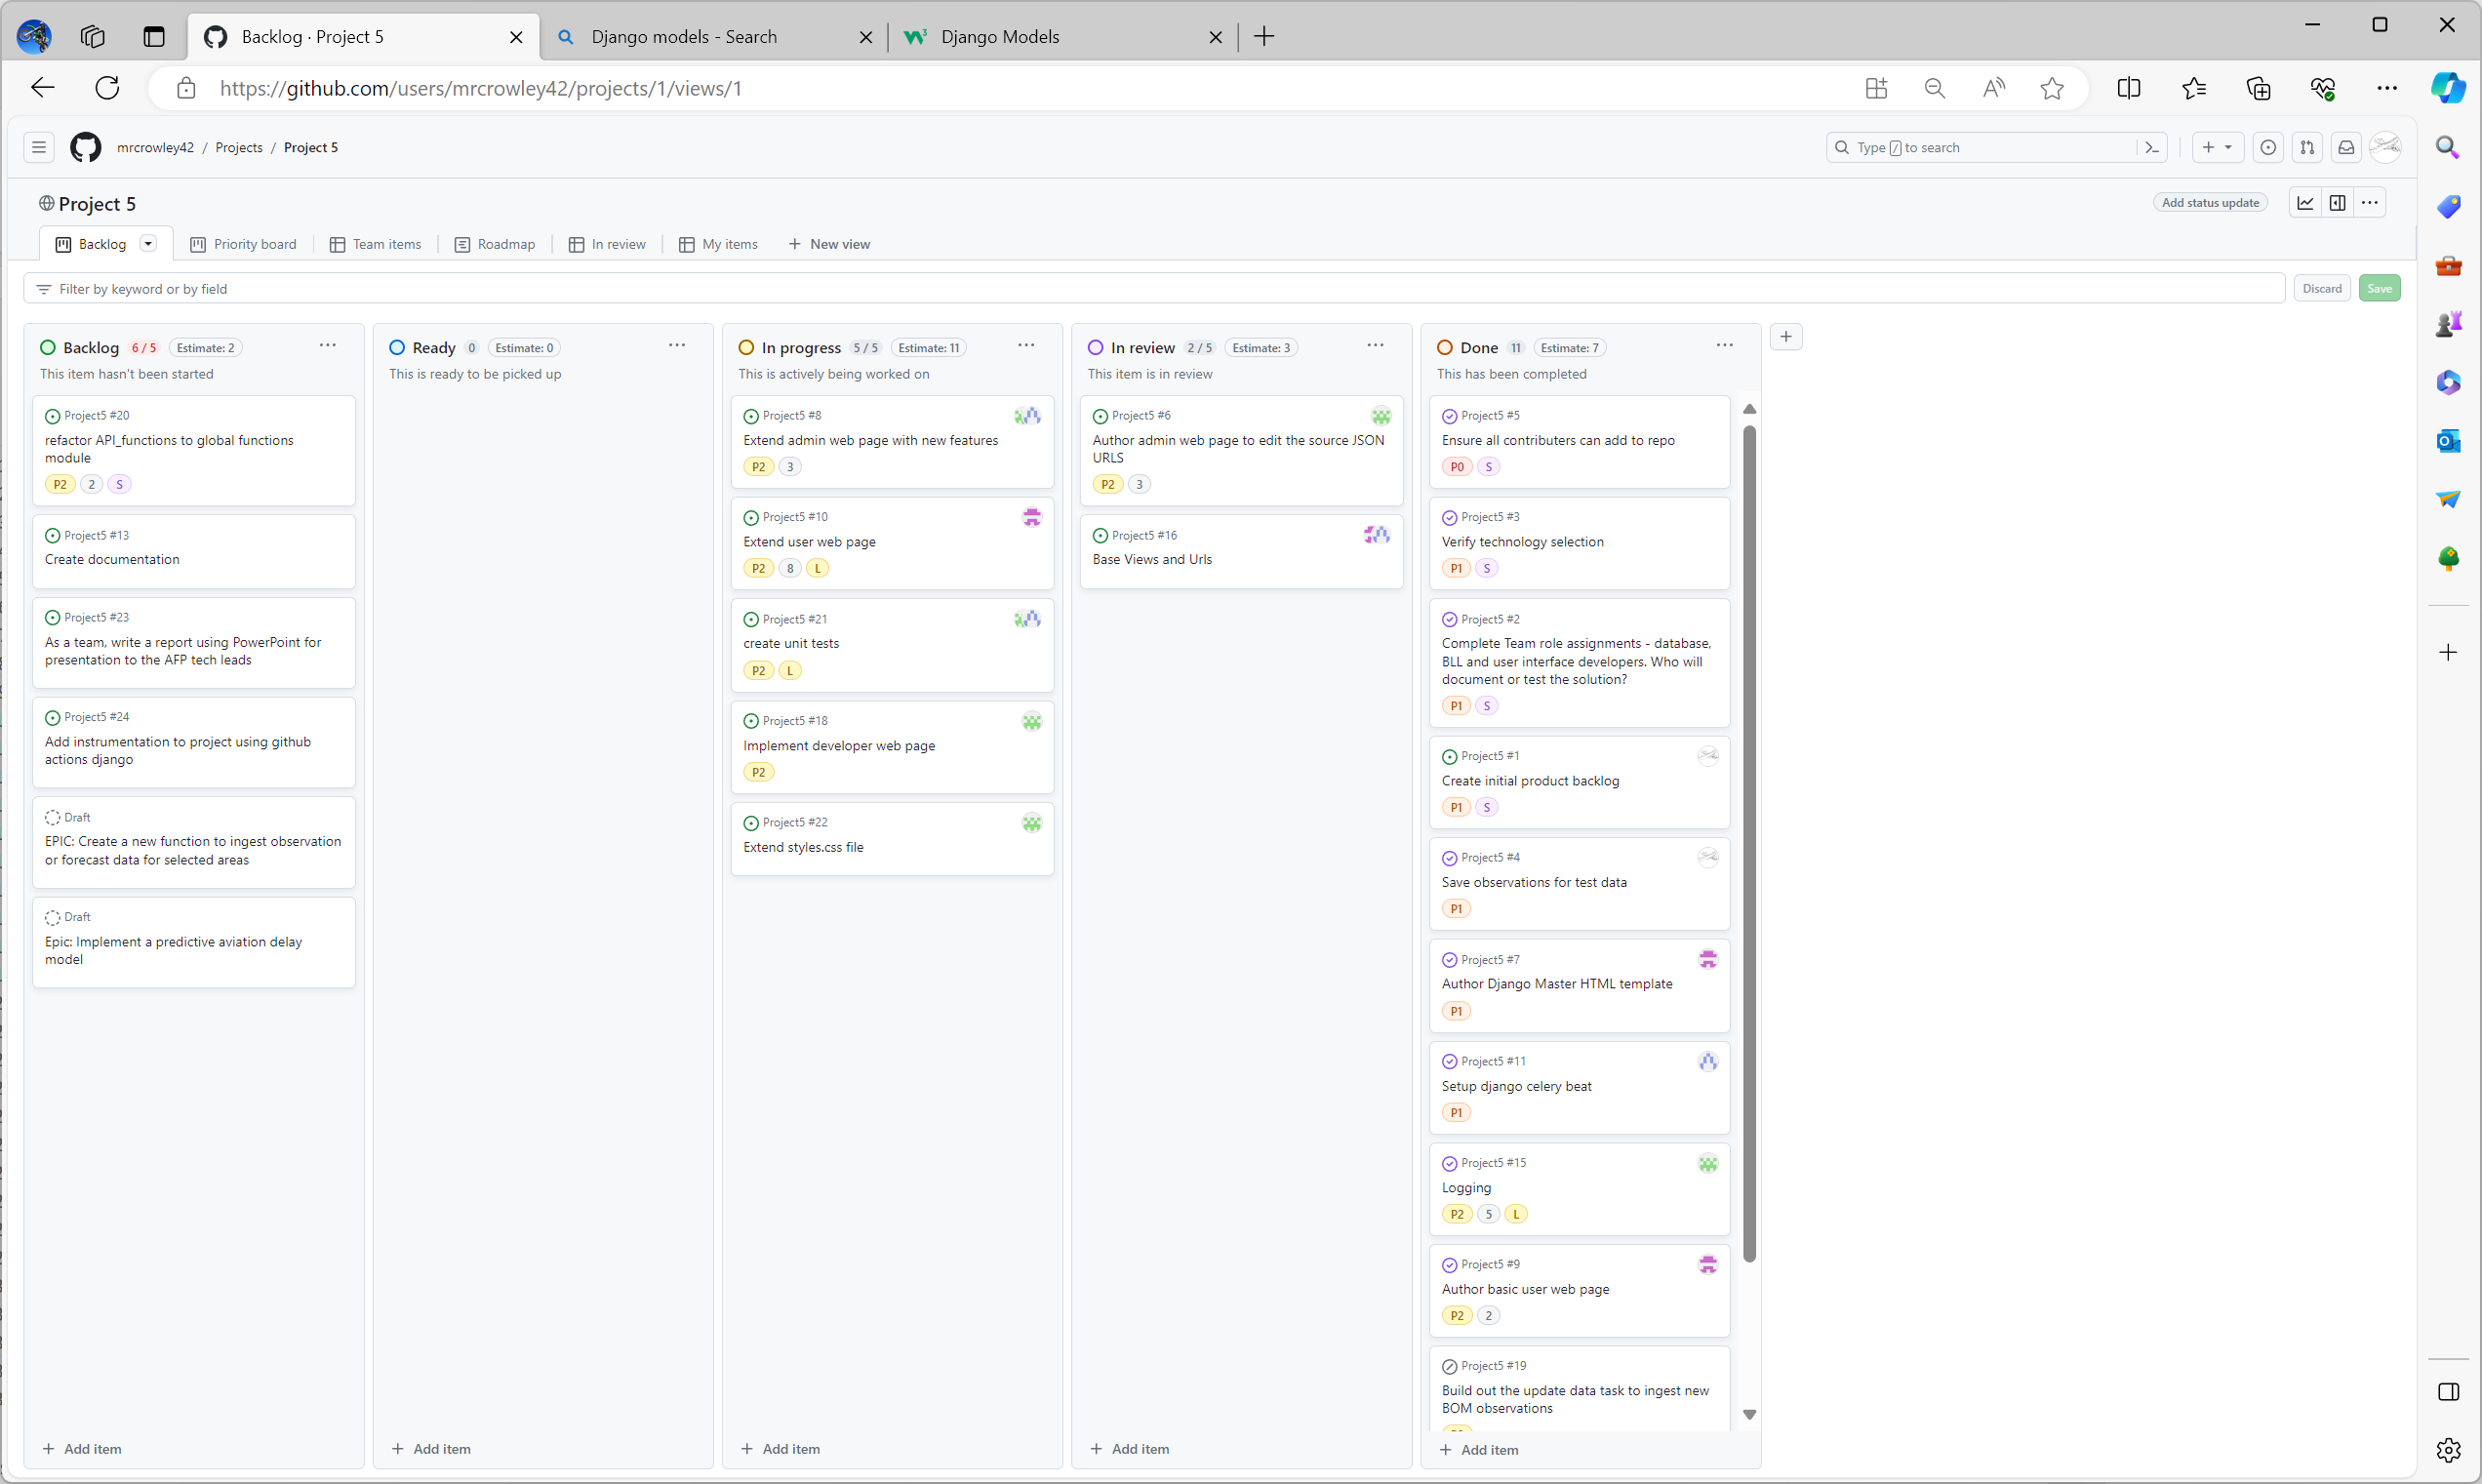 Backlog · Project 5
Django models - Search
Django Models
https://github.com/users/mrcrowley42/projects/1/views/1
mrcrowley42 / Projects / Project 5
Type / to search
Project 5
Add status update
Backlog
Priority board
Team items
Roadmap
In review
My items
New view
Filter by keyword or by field
Discard
Save
Backlog 6 / 5 Estimate: 2
This item hasn't been started
Project5 #20
refactor API_functions to global functions
module
P2 2 S
Project5 #13
Create documentation
Project5 #23
As a team, write a report using PowerPoint for
presentation to the AFP tech leads
Project5 #24
Add instrumentation to project using github
actions django
Draft
EPIC: Create a new function to ingest observation
or forecast data for selected areas
Draft
Epic: Implement a predictive aviation delay
model
Add item
Ready 0 Estimate: 0
This is ready to be picked up
Add item
In progress 5 / 5 Estimate: 11
This is actively being worked on
Project5 #8
Extend admin web page with new features
P2 3
Project5 #10
Extend user web page
P2 8 L
Project5 #21
create unit tests
P2 L
Project5 #18
Implement developer web page
P2
Project5 #22
Extend styles.css file
Add item
In review 2 / 5 Estimate: 3
This item is in review
Project5 #6
Author admin web page to edit the source JSON
URLS
P2 3
Project5 #16
Base Views and Urls
Add item
Done 11 Estimate: 7
This has been completed
Project5 #5
Ensure all contributers can add to repo
P0 S
Project5 #3
Verify technology selection
P1 S
Project5 #2
Complete Team role assignments - database,
BLL and user interface developers. Who will
document or test the solution?
P1 S
Project5 #1
Create initial product backlog
P1 S
Project5 #4
Save observations for test data
P1
Project5 #7
Author Django Master HTML template
P1
Project5 #11
Setup django celery beat
P1
Project5 #15
Logging
P2 5 L
Project5 #9
Author basic user web page
P2 2
Project5 #19
Build out the update data task to ingest new
BOM observations
Add item